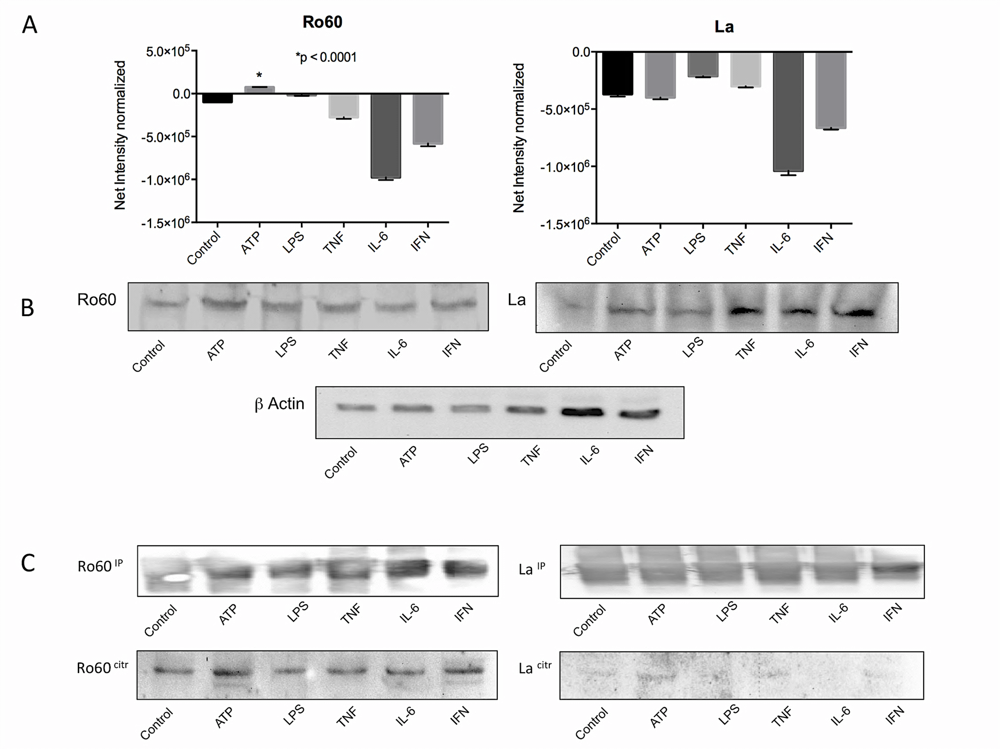 A
Ro60
La
5.0×10⁵
0.0
-5.0×10⁵
-1.0×10⁶
-1.5×10⁶
Net Intensity normalized
*p < 0.0001
*
Control
ATP
LPS
TNF
IL-6
IFN
0.0
-5.0×10⁵
-1.0×10⁶
-1.5×10⁶
Net Intensity normalized
Control
ATP
LPS
TNF
IL-6
IFN
B
Ro60
Control
ATP
LPS
TNF
IL-6
IFN
La
Control
ATP
LPS
TNF
IL-6
IFN
β Actin
Control
ATP
LPS
TNF
IL-6
IFN
C
Ro60 IP
Control
ATP
LPS
TNF
IL-6
IFN
La IP
Control
ATP
LPS
TNF
IL-6
IFN
Ro60 citr
Control
ATP
LPS
TNF
IL-6
IFN
La citr
Control
ATP
LPS
TNF
IL-6
IFN